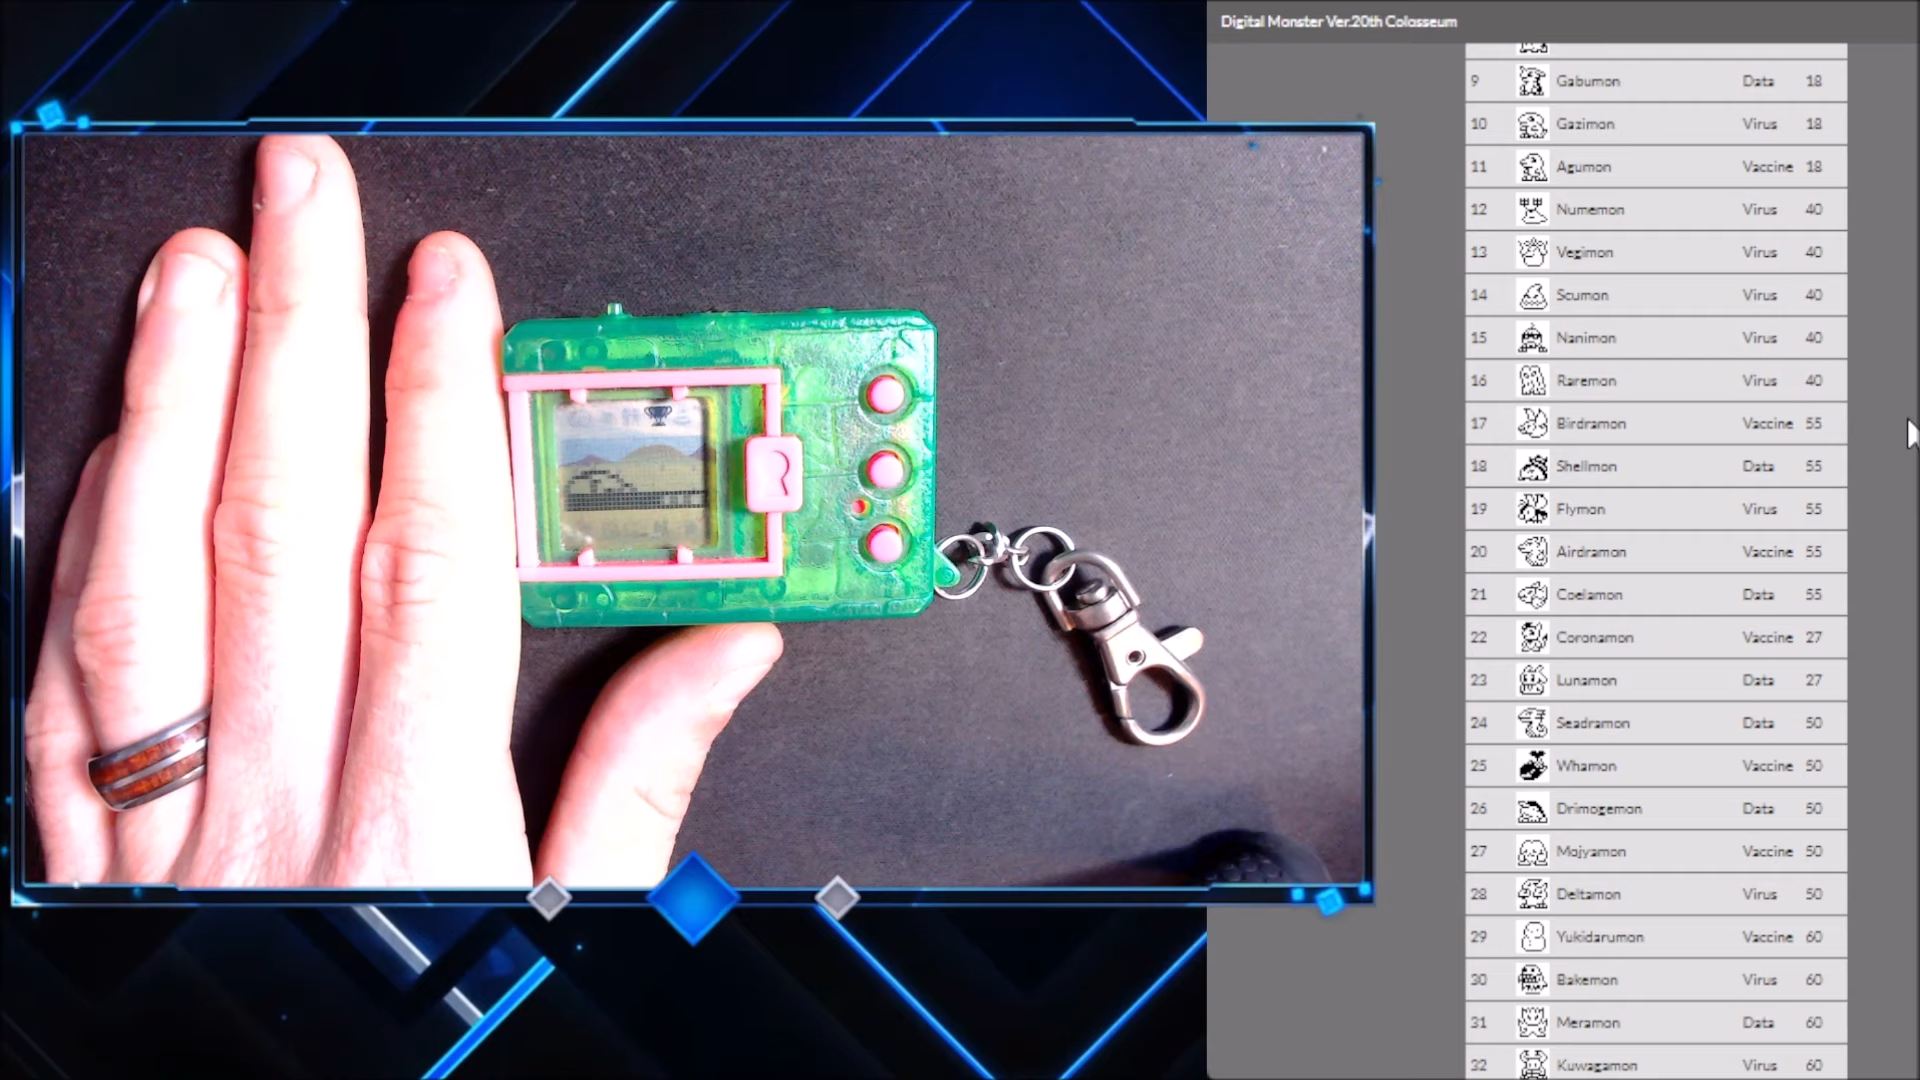 Digital Monster Ver.20th Colosseum
9 Gabumon Data 18
10 Gazimon Virus 18
11 Agumon Vaccine 18
12 Numemon Virus 40
13 Vegimon Virus 40
14 Scumon Virus 40
15 Nanimon Virus 40
16 Raremon Virus 40
17 Birdramon Vaccine 55
18 Shellmon Data 55
19 Flymon Virus 55
20 Airdramon Vaccine 55
21 Coelamon Data 55
22 Coronamon Vaccine 27
23 Lunamon Data 27
24 Seadramon Data 50
25 Whamon Vaccine 50
26 Drimogemon Data 50
27 Mojyamon Vaccine 50
28 Deltamon Virus 50
29 Yukidarumon Vaccine 60
30 Bakemon Virus 60
31 Meramon Data 60
32 Kuwagamon Virus 60